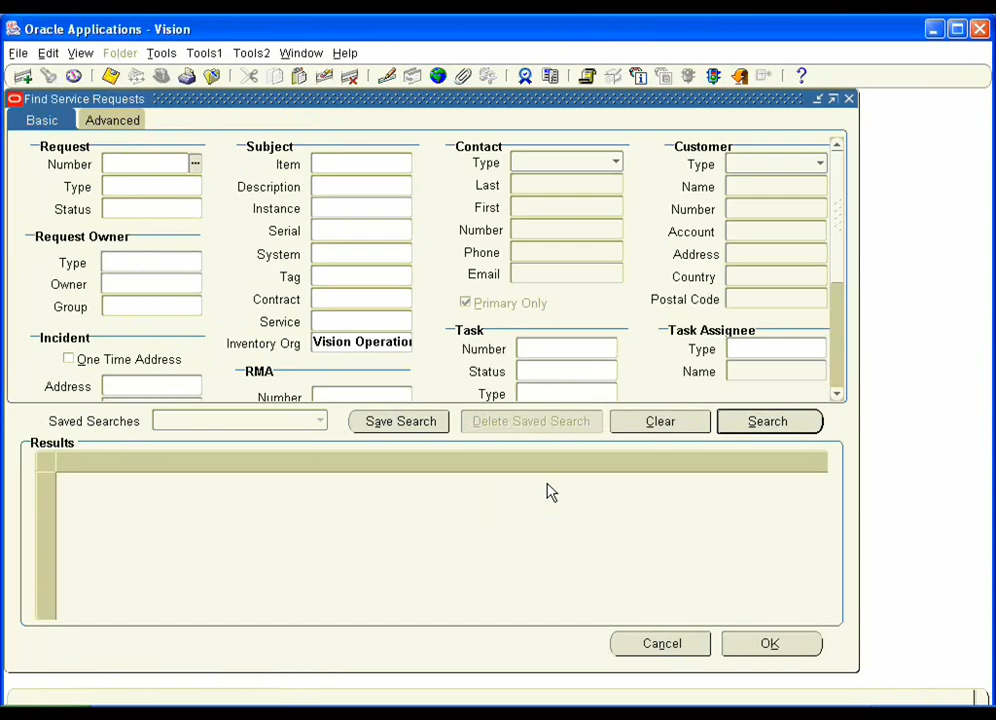 Oracle Applications - Vision
File Edit View Folder Tools Tools1 Tools2 Window Help
Find Service Requests
Basic Advanced
Request
Number
Type
Status
Request Owner
Type
Owner
Group
Incident
One Time Address
Address
Subject
Item
Description
Instance
Serial
System
Tag
Contract
Service
Inventory Org Vision Operation
RMA
Number
Contact
Type
Last
First
Number
Phone
Email
Primary Only
Task
Number
Status
Type
Customer
Type
Name
Number
Account
Address
Country
Postal Code
Task Assignee
Type
Name
Saved Searches Save Search Delete Saved Search Clear Search
Results
Cancel OK